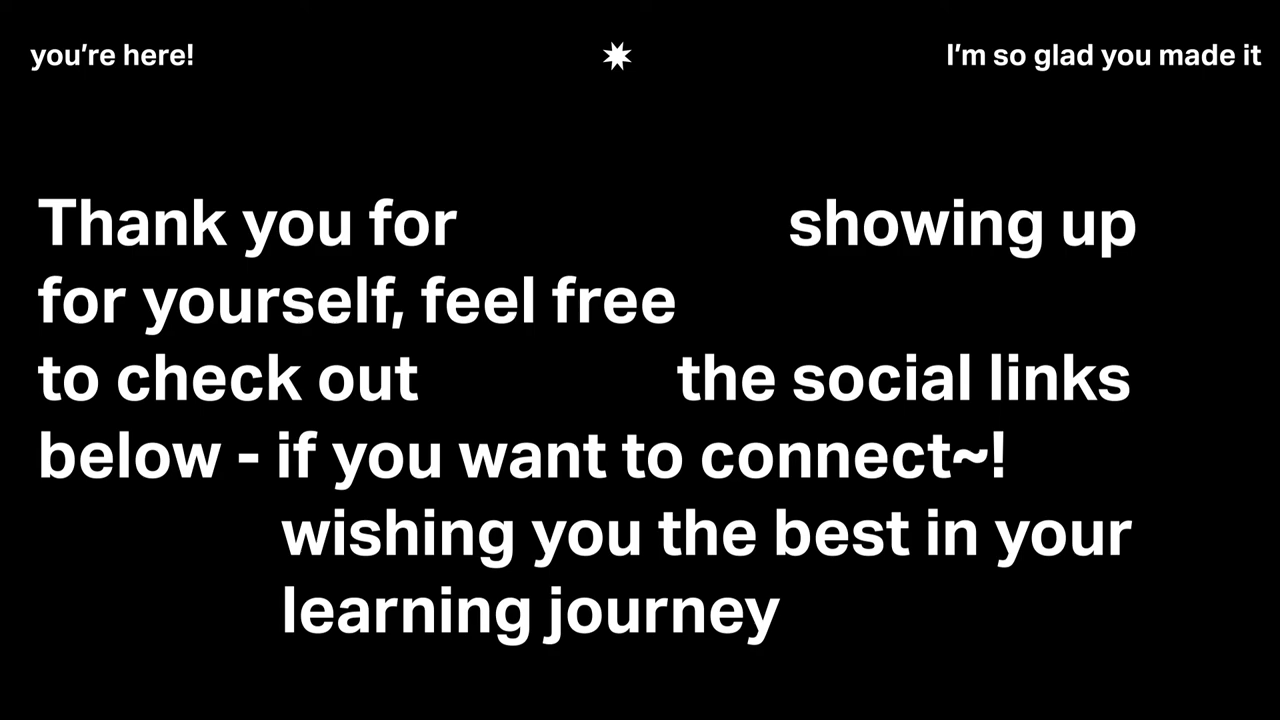 you're here!
I'm so glad you made it
Thank you for showing up
for yourself, feel free
to check out the social links
below - if you want to connect~!
wishing you the best in your
learning journey